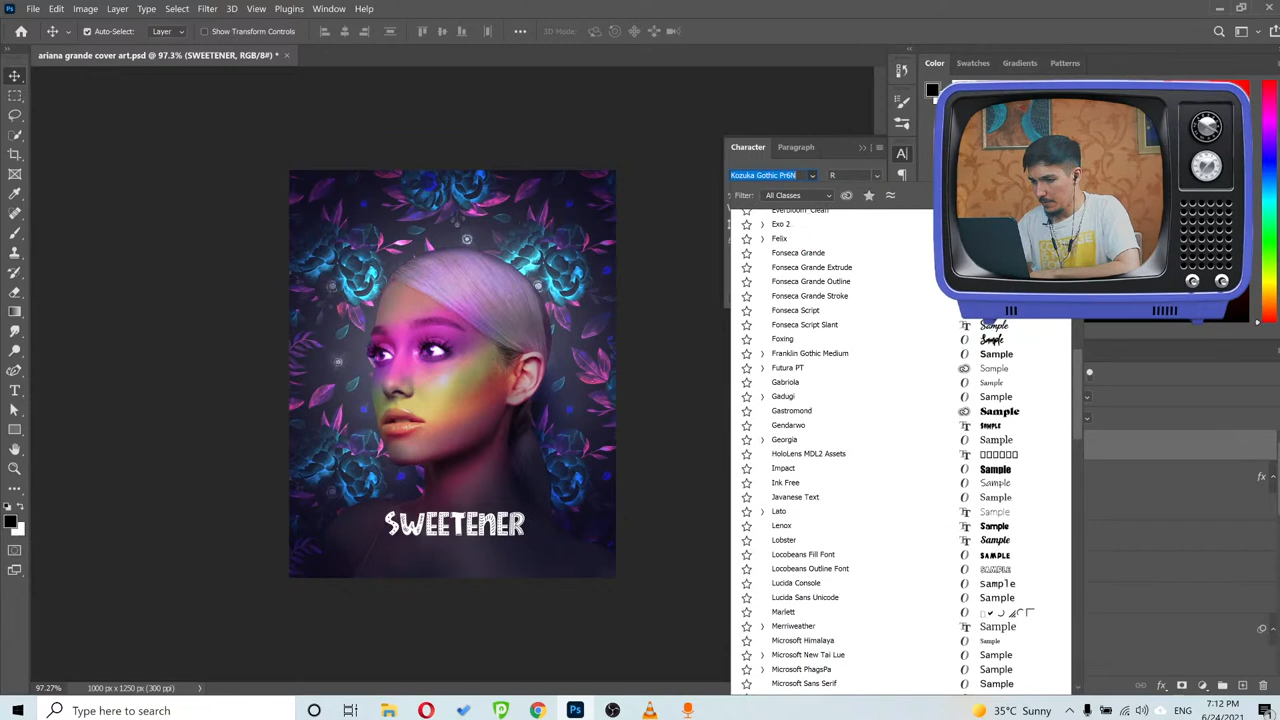 File Edit Image Layer Type Select Filter 3D View Plugins Window Help
Auto-Select: Layer Show Transform Controls 3D Mode:
ariana grande cover art.psd @ 97.3% (SWEETENER, RGB/8#) *
Color Swatches Gradients Patterns
Character Paragraph
Kozuka Gothic Pr6N R
Filter: All Classes
Everbloom_Clean
Exo 2
Felix
Fonseca Grande
Fonseca Grande Extrude
Fonseca Grande Outline
Fonseca Grande Stroke
Fonseca Script
Fonseca Script Slant Sample
Foxing Sample
Franklin Gothic Medium Sample
Futura PT Sample
Gabriola Sample
Gadugi Sample
Gastromond Sample
Gendarwo SAMPLE
Georgia Sample
HoloLens MDL2 Assets
Impact Sample
Ink Free Sample
Javanese Text Sample
Lato Sample
Lenox Sample
Lobster Sample
Locobeans Fill Font SAMPLE
Locobeans Outline Font SAMPLE
Lucida Console Sample
Lucida Sans Unicode Sample
Marlett
Merriweather Sample
Microsoft Himalaya Sample
Microsoft New Tai Lue Sample
Microsoft PhagsPa Sample
Microsoft Sans Serif Sample
SWEETENER
97.27% 1000 px x 1250 px (300 ppi)
Type here to search
35°C Sunny
7:12 PM
6/24/2021